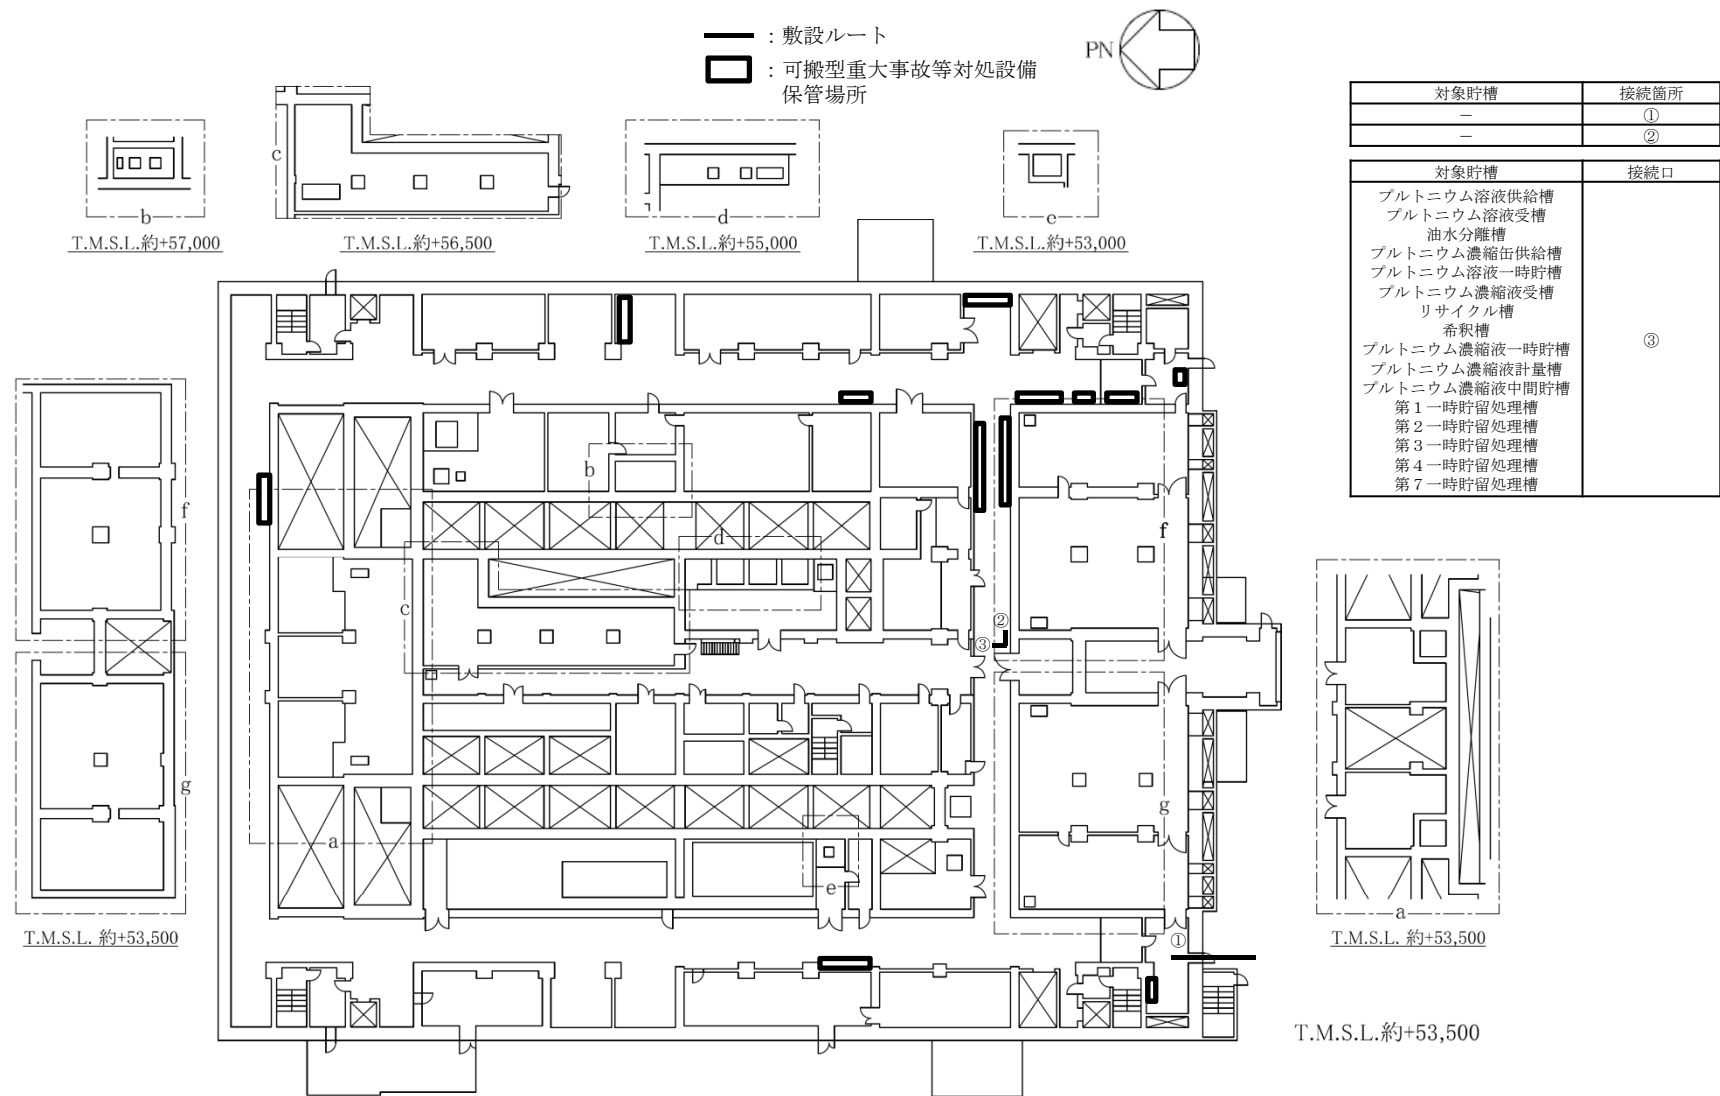 ：敷設ルート
：可搬型重大事故等対処設備
保管場所
PN
対象貯槽 接続箇所
－ ①
－ ②
対象貯槽 接続口
プルトニウム溶液供給槽
プルトニウム溶液受槽
油水分離槽
プルトニウム濃縮缶供給槽
プルトニウム溶液一時貯槽
プルトニウム濃縮液受槽
リサイクル槽
希釈槽
プルトニウム濃縮液一時貯槽
プルトニウム濃縮液計量槽
プルトニウム濃縮液中間貯槽
第１一時貯留処理槽
第２一時貯留処理槽
第３一時貯留処理槽
第４一時貯留処理槽
第７一時貯留処理槽
③
b
T.M.S.L.約+57,000
c
T.M.S.L.約+56,500
d
T.M.S.L.約+55,000
e
T.M.S.L.約+53,000
f
g
T.M.S.L. 約+53,500
b
d
c
f
②
③
g
a
e
①
a
T.M.S.L. 約+53,500
T.M.S.L.約+53,500